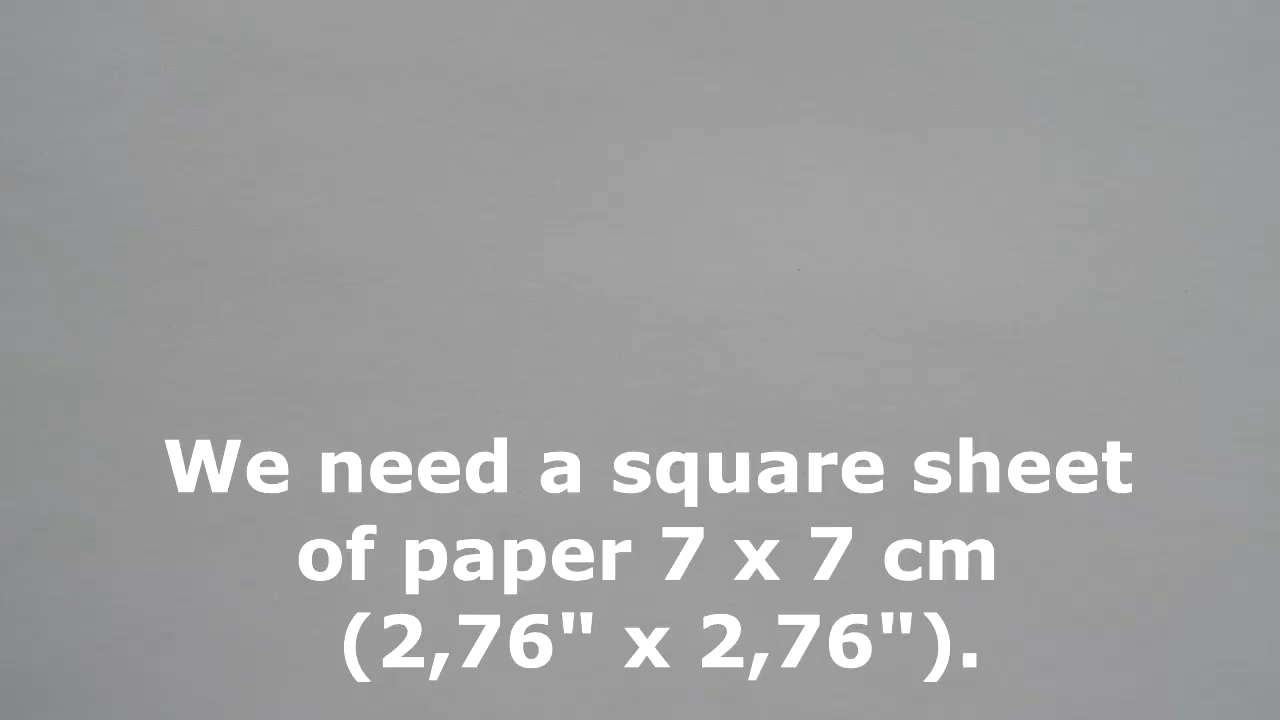 We need a square sheet
of paper 7 x 7 cm
(2,76" x 2,76").